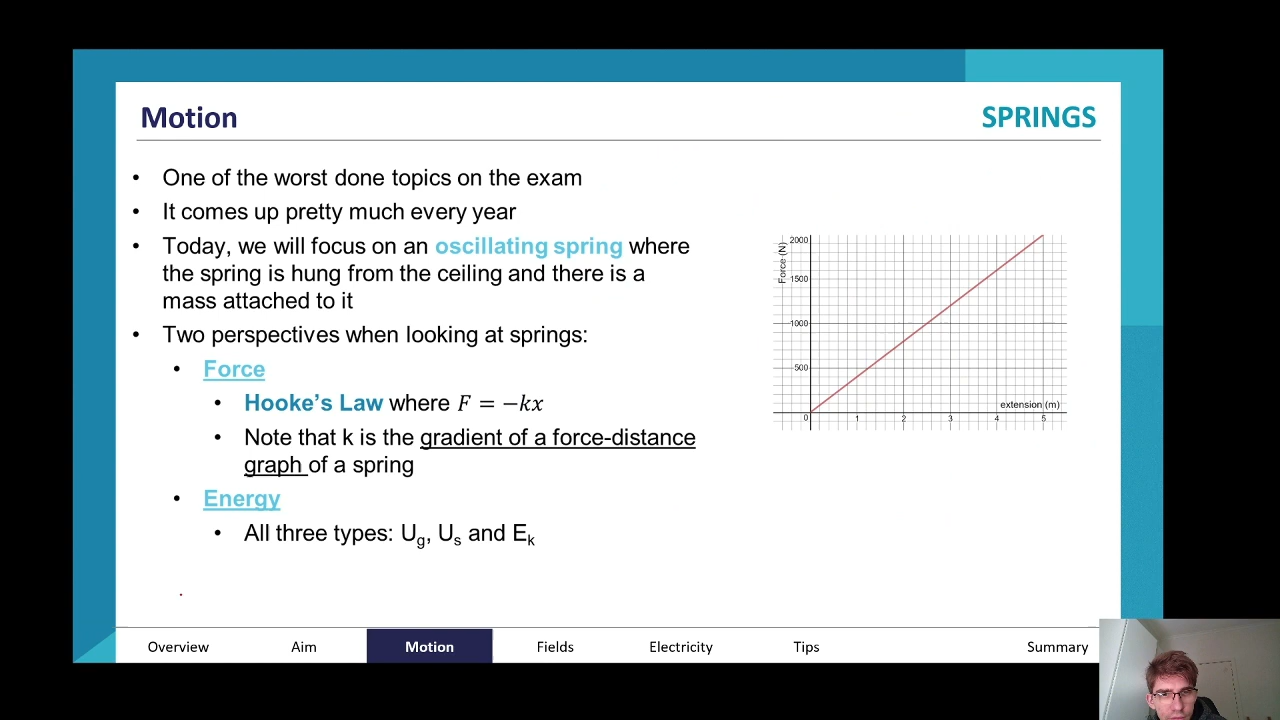 Motion
SPRINGS
• One of the worst done topics on the exam
• It comes up pretty much every year
• Today, we will focus on an oscillating spring where
the spring is hung from the ceiling and there is a
mass attached to it
• Two perspectives when looking at springs:
• Force
• Hooke's Law where F = −kx
• Note that k is the gradient of a force-distance
graph of a spring
• Energy
• All three types: Ug, Us and Ek
Force (N)
2000
1500
1000
500
extension (m)
0 1 2 3 4 5
Overview Aim Motion Fields Electricity Tips Summary